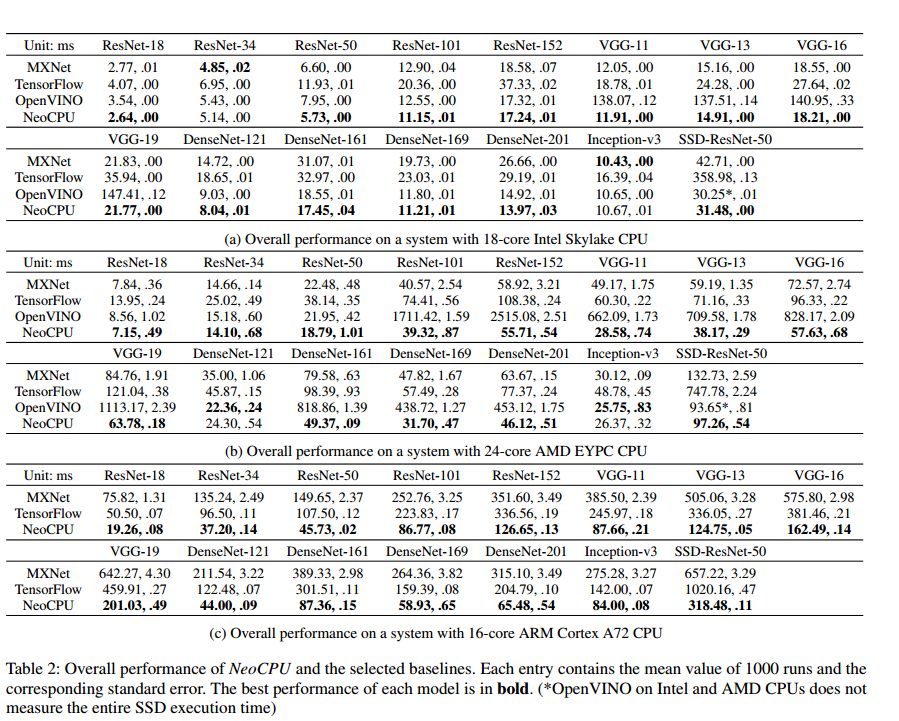 Unit: ms ResNet-18 ResNet-34 ResNet-50 ResNet-101 ResNet-152 VGG-11 VGG-13 VGG-16
MXNet 2.77, .01 4.85, .02 6.60, .00 12.90, .04 18.58, .07 12.05, .00 15.16, .00 18.55, .00
TensorFlow 4.07, .00 6.95, .00 11.93, .01 20.36, .00 37.33, .02 18.78, .01 24.28, .00 27.64, .02
OpenVINO 3.54, .00 5.43, .00 7.95, .00 12.55, .00 17.32, .01 138.07, .12 137.51, .14 140.95, .33
NeoCPU 2.64, .00 5.14, .00 5.73, .00 11.15, .01 17.24, .01 11.91, .00 14.91, .00 18.21, .00
VGG-19 DenseNet-121 DenseNet-161 DenseNet-169 DenseNet-201 Inception-v3 SSD-ResNet-50
MXNet 21.83, .00 14.72, .00 31.07, .01 19.73, .00 26.66, .00 10.43, .00 42.71, .00
TensorFlow 35.94, .00 18.65, .01 32.97, .00 23.03, .01 29.19, .01 16.39, .04 358.98, .13
OpenVINO 147.41, .12 9.03, .00 18.55, .01 11.80, .01 14.92, .01 10.65, .00 30.25*, .01
NeoCPU 21.77, .00 8.04, .01 17.45, .04 11.21, .01 13.97, .03 10.67, .01 31.48, .00
(a) Overall performance on a system with 18-core Intel Skylake CPU
Unit: ms ResNet-18 ResNet-34 ResNet-50 ResNet-101 ResNet-152 VGG-11 VGG-13 VGG-16
MXNet 7.84, .36 14.66, .14 22.48, .48 40.57, 2.54 58.92, 3.21 49.17, 1.75 59.19, 1.35 72.57, 2.74
TensorFlow 13.95, .24 25.02, .49 38.14, .35 74.41, .56 108.38, .24 60.30, .22 71.16, .33 96.33, .22
OpenVINO 8.56, 1.02 15.18, .60 21.95, .42 1711.42, 1.59 2515.08, 2.51 662.09, 1.73 709.58, 1.78 828.17, 2.09
NeoCPU 7.15, .49 14.10, .68 18.79, 1.01 39.32, .87 55.71, .54 28.58, .74 38.17, .29 57.63, .68
VGG-19 DenseNet-121 DenseNet-161 DenseNet-169 DenseNet-201 Inception-v3 SSD-ResNet-50
MXNet 84.76, 1.91 35.00, 1.06 79.58, .63 47.82, 1.67 63.67, .15 30.12, .09 132.73, 2.59
TensorFlow 121.04, .38 45.87, .15 98.39, .93 57.49, .28 77.37, .24 48.78, .45 747.78, 2.24
OpenVINO 1113.17, 2.39 22.36, .24 818.86, 1.39 438.72, 1.27 453.12, 1.75 25.75, .83 93.65*, .81
NeoCPU 63.78, .18 24.30, .54 49.37, .09 31.70, .47 46.12, .51 26.37, .32 97.26, .54
(b) Overall performance on a system with 24-core AMD EYPC CPU
Unit: ms ResNet-18 ResNet-34 ResNet-50 ResNet-101 ResNet-152 VGG-11 VGG-13 VGG-16
MXNet 75.82, 1.31 135.24, 2.49 149.65, 2.37 252.76, 3.25 351.60, 3.49 385.50, 2.39 505.06, 3.28 575.80, 2.98
TensorFlow 50.50, .07 96.50, .11 107.50, .12 223.83, .17 336.56, .19 245.97, .18 336.05, .27 381.46, .21
NeoCPU 19.26, .08 37.20, .14 45.73, .02 86.77, .08 126.65, .13 87.66, .21 124.75, .05 162.49, .14
VGG-19 DenseNet-121 DenseNet-161 DenseNet-169 DenseNet-201 Inception-v3 SSD-ResNet-50
MXNet 642.27, 4.30 211.54, 3.22 389.33, 2.98 264.36, 3.82 315.10, 3.49 275.28, 3.27 657.22, 3.29
TensorFlow 459.91, .27 122.48, .07 301.51, .11 159.39, .08 204.79, .10 142.00, .07 1020.16, .47
NeoCPU 201.03, .49 44.00, .09 87.36, .15 58.93, .65 65.48, .54 84.00, .08 318.48, .11
(c) Overall performance on a system with 16-core ARM Cortex A72 CPU
Table 2: Overall performance of NeoCPU and the selected baselines. Each entry contains the mean value of 1000 runs and the
corresponding standard error. The best performance of each model is in bold. (*OpenVINO on Intel and AMD CPUs does not
measure the entire SSD execution time)